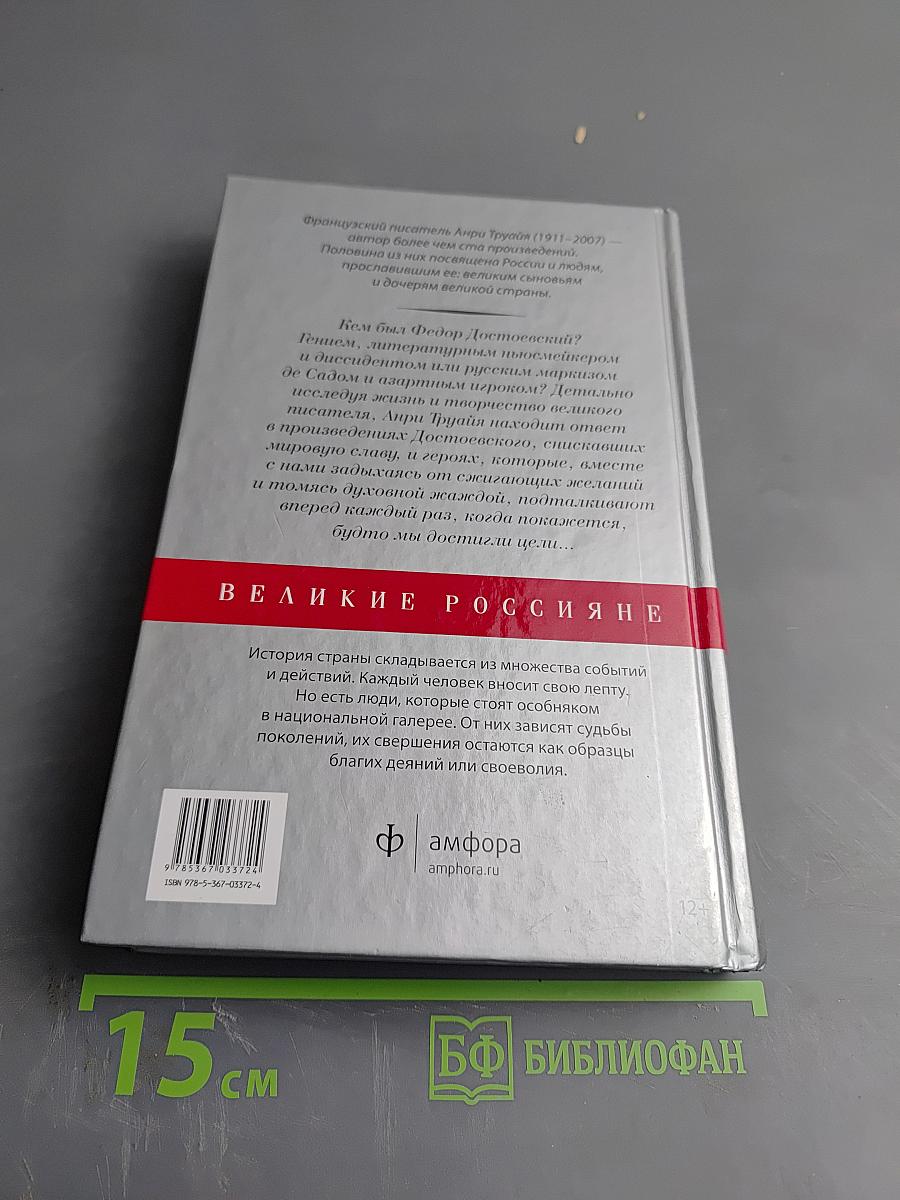 Французский писатель Анри Труайя (1911–2007) —
автор более чем ста произведений.
Половина из них посвящена России и людям,
прославившим ее: великим сыновьям
и дочерям великой страны.
Кем был Федор Достоевский?
Гением, литературным ньюсмейкером
и диссидентом или русским маркизом
де Садом и азартным игроком? Детально
исследуя жизнь и творчество великого
писателя, Анри Труайя находит ответ
в произведениях Достоевского, снискавших
мировую славу, и героях, которые, вместе
с нами задыхаясь от сжигающих желаний
и томясь духовной жаждой, подталкивают
вперед каждый раз, когда покажется,
будто мы достигли цели...
ВЕЛИКИЕ РОССИЯНЕ
История страны складывается из множества событий
и действий. Каждый человек вносит свою лепту.
Но есть люди, которые стоят особняком
в национальной галерее. От них зависят судьбы
поколений, их свершения остаются как образцы
благих деяний или своеволия.
9 785367 033724
ISBN 978-5-367-03372-4
амфора
amphora.ru
12+
15 см
БФ БИБЛИОФАН